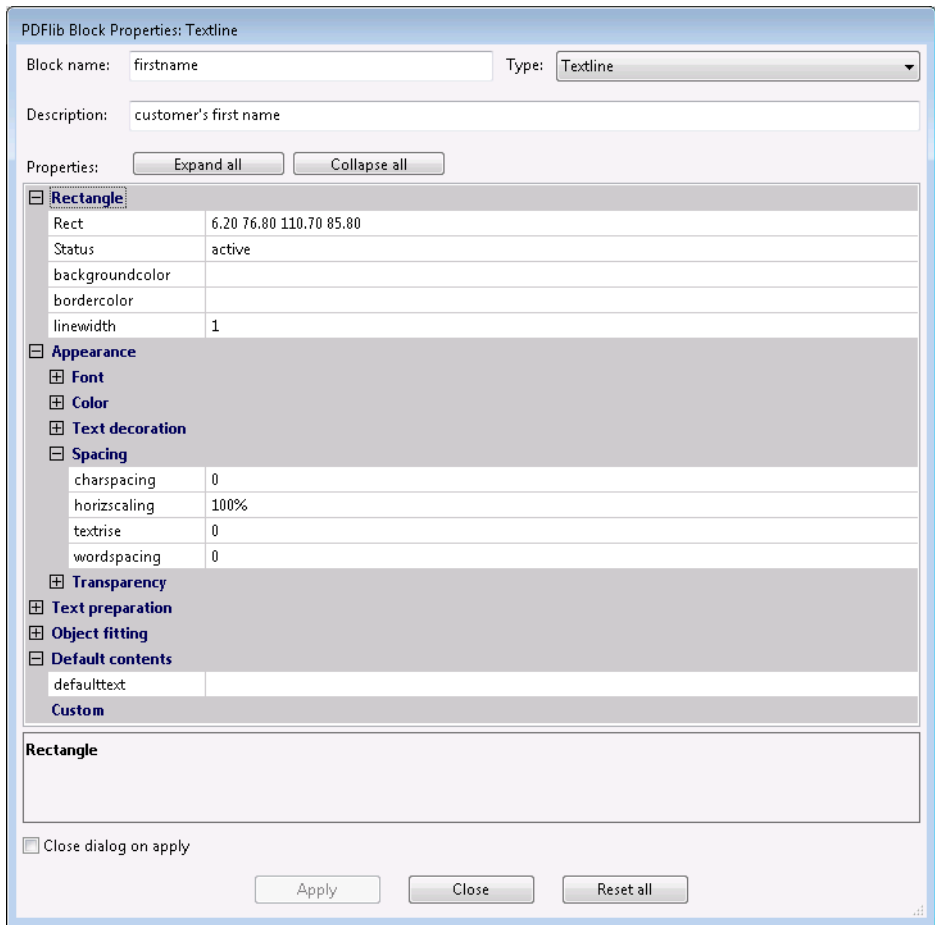 PDFlib Block Properties: Textline
Block name: firstname Type: Textline
Description: customer's first name
Properties: Expand all Collapse all
Rectangle
Rect 6.20 76.80 110.70 85.80
Status active
backgroundcolor
bordercolor
linewidth 1
Appearance
Font
Color
Text decoration
Spacing
charspacing 0
horizscaling 100%
textrise 0
wordspacing 0
Transparency
Text preparation
Object fitting
Default contents
defaulttext
Custom
Rectangle
Close dialog on apply
Apply Close Reset all